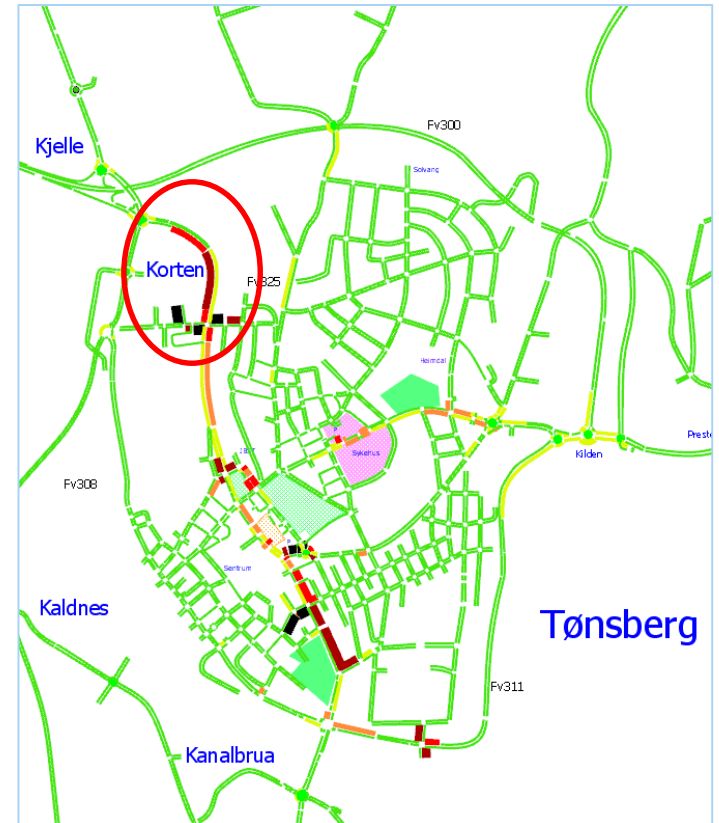 Fv300
Kjelle
Solvang
Korten
Fv325
Heimdal
Preste
Sykehus
Kilden
Fv308
P
Sentrum
Kaldnes
Tønsberg
Fv311
Kanalbrua